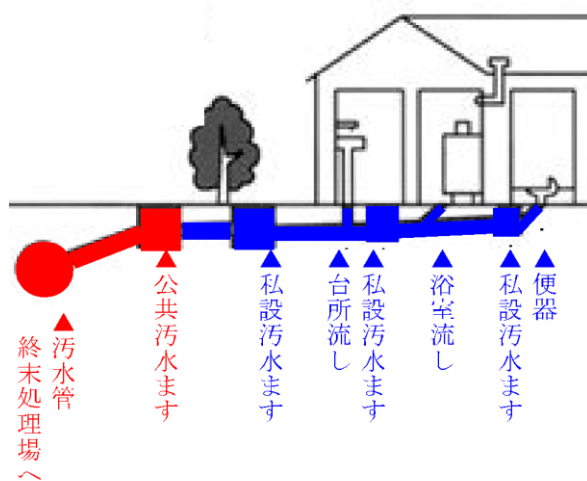 ▲便器
▲私設汚水ます
▲浴室流し
▲私設汚水ます
▲台所流し
▲私設汚水ます
▲公共汚水ます
▲汚水管
終末処理場へ